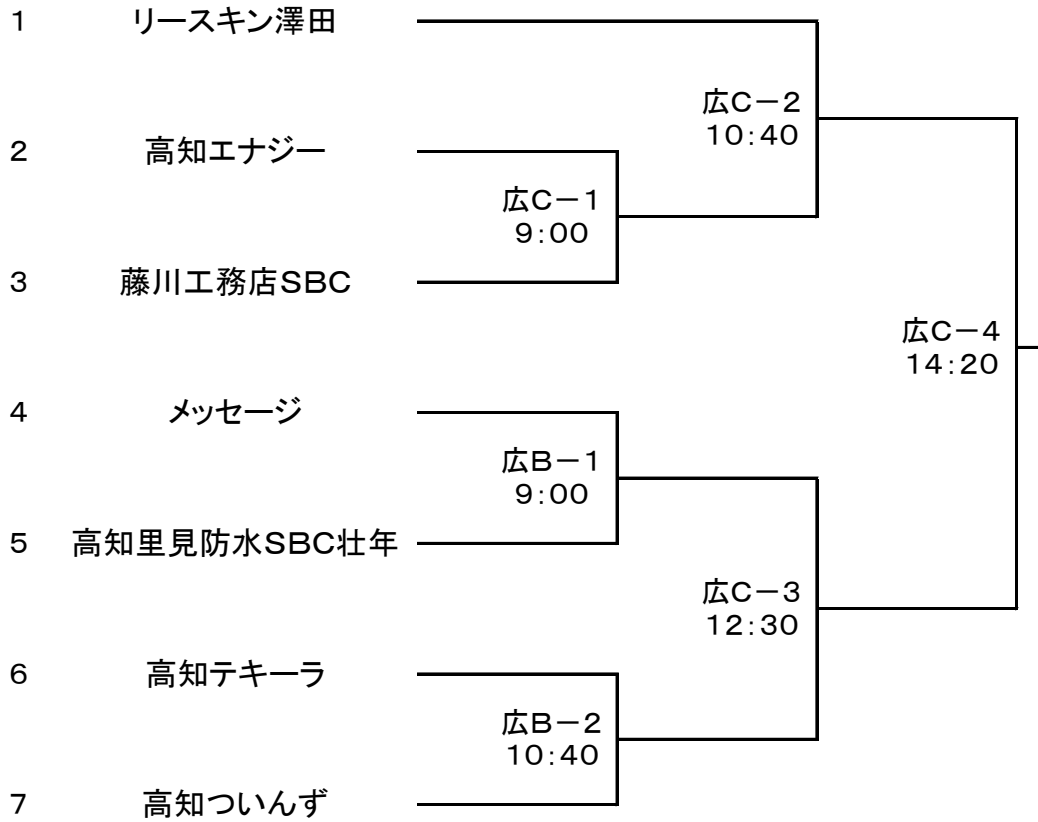 1 リースキン澤田
広C－2
10:40
2 高知エナジー
広C－1
9:00
3 藤川工務店SBC
広C－4
14:20
4 メッセージ
広B－1
9:00
5 高知里見防水SBC壮年
広C－3
12:30
6 高知テキーラ
広B－2
10:40
7 高知ついんず